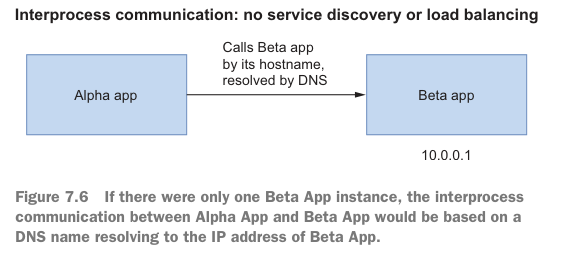 Interprocess communication: no service discovery or load balancing
Calls Beta app
by its hostname,
resolved by DNS
Alpha app
Beta app
10.0.0.1
Figure 7.6 If there were only one Beta App instance, the interprocess
communication between Alpha App and Beta App would be based on a
DNS name resolving to the IP address of Beta App.